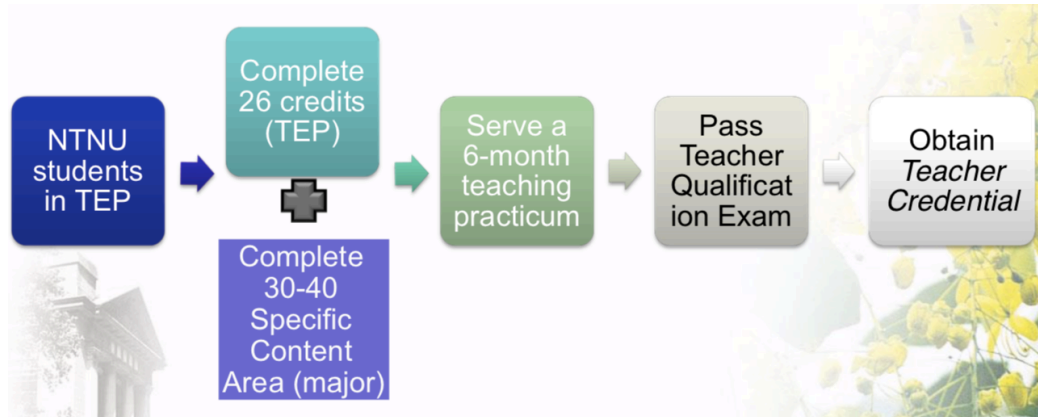 NTNU
students
in TEP
Complete
26 credits
(TEP)
Complete
30-40
Specific
Content
Area (major)
Serve a
6-month
teaching
practicum
Pass
Teacher
Qualificat
ion Exam
Obtain
Teacher
Credential